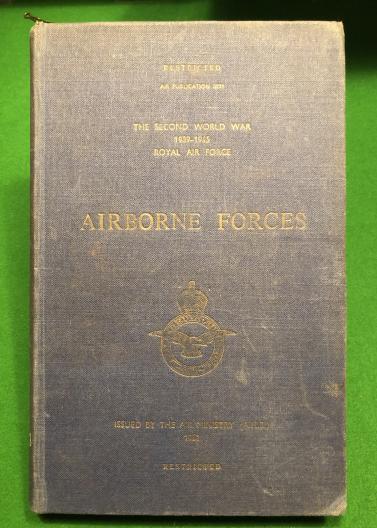 RESTRICTED
AIR PUBLICATION
THE SECOND WORLD WAR
1939-1945
ROYAL AIR FORCE
AIRBORNE FORCES
ISSUED BY THE AIR MINISTRY
RESTRICTED